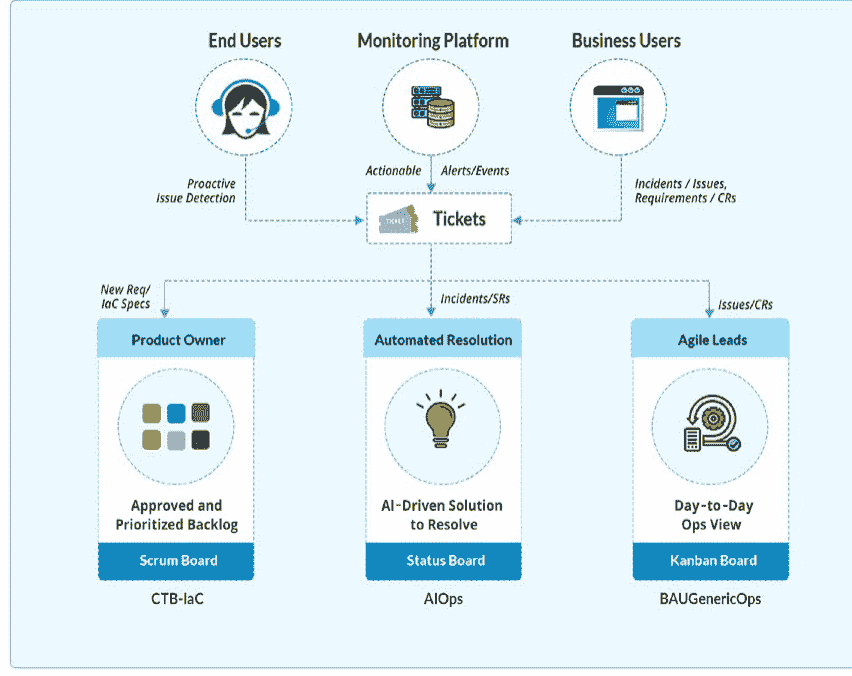 End Users
Monitoring Platform
Business Users
Actionable
Alerts/Events
Proactive
Issue Detection
Incidents / Issues,
Requirements / CRs
TICKET
Tickets
New Req/
IaC Specs
Incidents/SRs
Issues/CRs
Product Owner
Automated Resolution
Agile Leads
Approved and
Prioritized Backlog
AI-Driven Solution
to Resolve
Day-to-Day
Ops View
Scrum Board
Status Board
Kanban Board
CTB-IaC
AIOps
BAUGenericOps